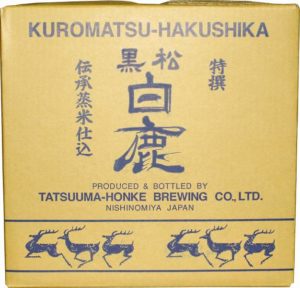 KUROMATSU-HAKUSHIKA
黒松
特撰
白鹿
伝承蒸米仕込
PRODUCED & BOTTLED BY
TATSUUMA-HONKE BREWING CO., LTD.
NISHINOMIYA JAPAN